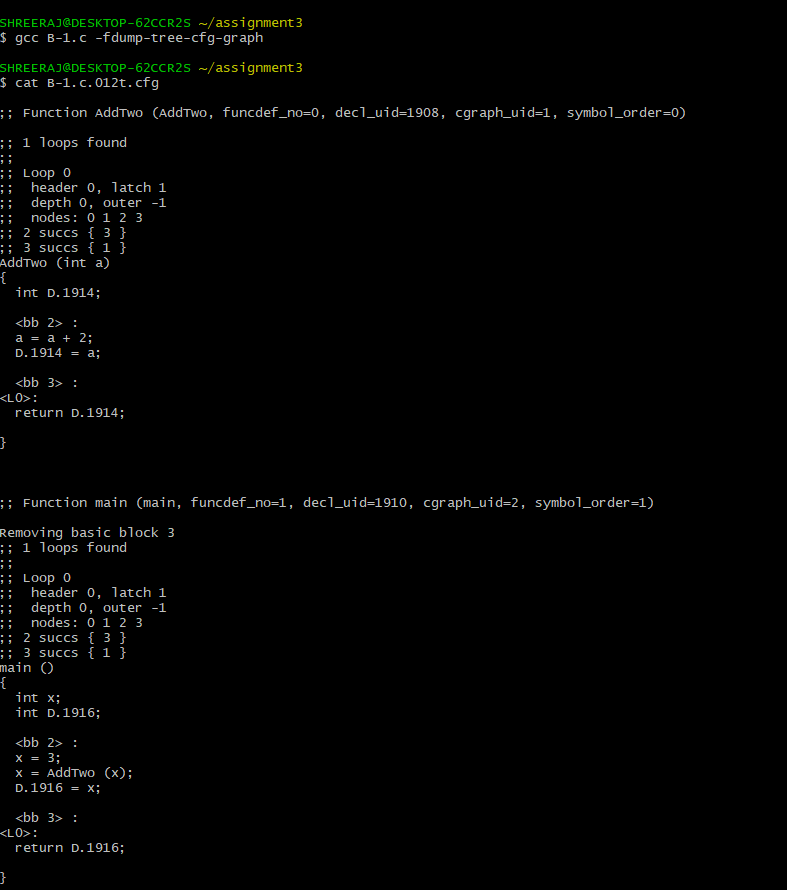 SHREERAJ@DESKTOP-62CCR2S ~/assignment3
$ gcc B-1.c -fdump-tree-cfg-graph
SHREERAJ@DESKTOP-62CCR2S ~/assignment3
$ cat B-1.c.012t.cfg
;; Function AddTwo (AddTwo, funcdef_no=0, decl_uid=1908, cgraph_uid=1, symbol_order=0)
;; 1 loops found
;;
;; Loop 0
;;  header 0, latch 1
;;  depth 0, outer -1
;;  nodes: 0 1 2 3
;; 2 succs { 3 }
;; 3 succs { 1 }
AddTwo (int a)
{
  int D.1914;
  <bb 2> :
  a = a + 2;
  D.1914 = a;
  <bb 3> :
<L0>:
  return D.1914;
}
;; Function main (main, funcdef_no=1, decl_uid=1910, cgraph_uid=2, symbol_order=1)
Removing basic block 3
;; 1 loops found
;;
;; Loop 0
;;  header 0, latch 1
;;  depth 0, outer -1
;;  nodes: 0 1 2 3
;; 2 succs { 3 }
;; 3 succs { 1 }
main ()
{
  int x;
  int D.1916;
  <bb 2> :
  x = 3;
  x = AddTwo (x);
  D.1916 = x;
  <bb 3> :
<L0>:
  return D.1916;
}